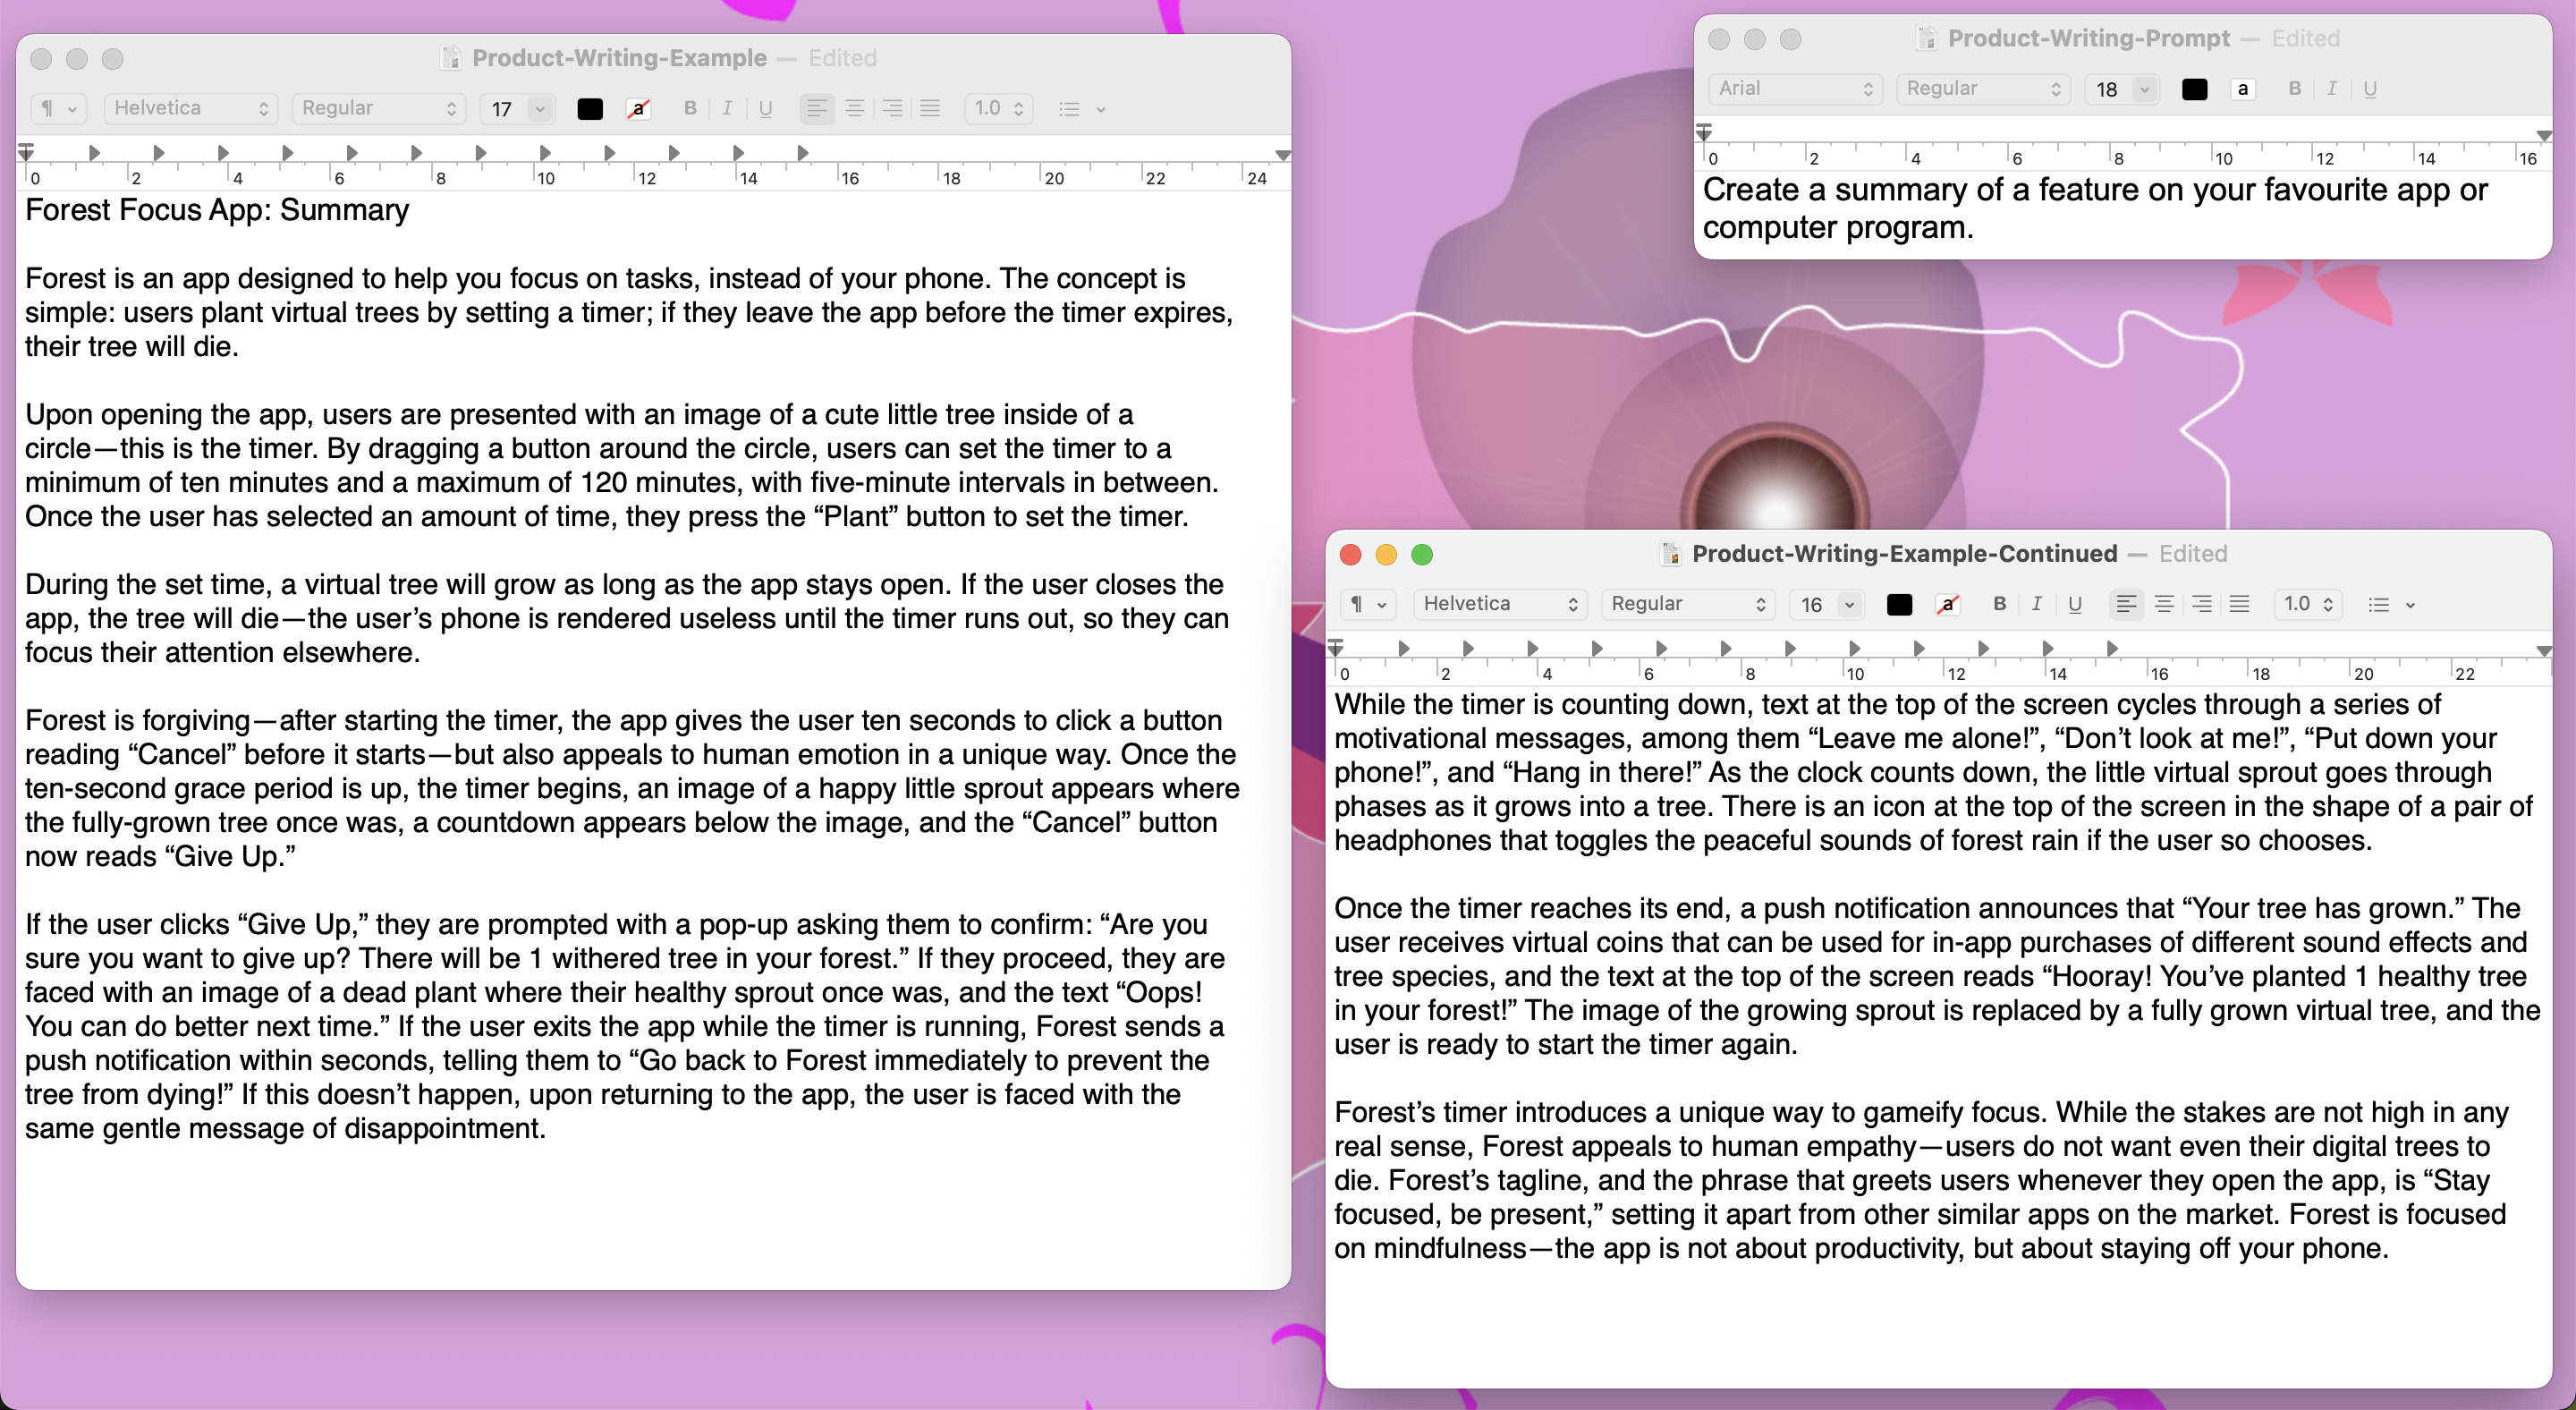 Product-Writing-Example — Edited
¶ Helvetica Regular 17 a B I U 1.0
0 2 4 6 8 10 12 14 16 18 20 22 24
Forest Focus App: Summary
Forest is an app designed to help you focus on tasks, instead of your phone. The concept is
simple: users plant virtual trees by setting a timer; if they leave the app before the timer expires,
their tree will die.
Upon opening the app, users are presented with an image of a cute little tree inside of a
circle—this is the timer. By dragging a button around the circle, users can set the timer to a
minimum of ten minutes and a maximum of 120 minutes, with five-minute intervals in between.
Once the user has selected an amount of time, they press the “Plant” button to set the timer.
During the set time, a virtual tree will grow as long as the app stays open. If the user closes the
app, the tree will die—the user’s phone is rendered useless until the timer runs out, so they can
focus their attention elsewhere.
Forest is forgiving—after starting the timer, the app gives the user ten seconds to click a button
reading “Cancel” before it starts—but also appeals to human emotion in a unique way. Once the
ten-second grace period is up, the timer begins, an image of a happy little sprout appears where
the fully-grown tree once was, a countdown appears below the image, and the “Cancel” button
now reads “Give Up.”
If the user clicks “Give Up,” they are prompted with a pop-up asking them to confirm: “Are you
sure you want to give up? There will be 1 withered tree in your forest.” If they proceed, they are
faced with an image of a dead plant where their healthy sprout once was, and the text “Oops!
You can do better next time.” If the user exits the app while the timer is running, Forest sends a
push notification within seconds, telling them to “Go back to Forest immediately to prevent the
tree from dying!” If this doesn’t happen, upon returning to the app, the user is faced with the
same gentle message of disappointment.
Product-Writing-Prompt — Edited
Arial Regular 18 a B I U
0 2 4 6 8 10 12 14 16
Create a summary of a feature on your favourite app or
computer program.
Product-Writing-Example-Continued — Edited
¶ Helvetica Regular 16 a B I U 1.0
0 2 4 6 8 10 12 14 16 18 20 22
While the timer is counting down, text at the top of the screen cycles through a series of
motivational messages, among them “Leave me alone!”, “Don’t look at me!”, “Put down your
phone!”, and “Hang in there!” As the clock counts down, the little virtual sprout goes through
phases as it grows into a tree. There is an icon at the top of the screen in the shape of a pair of
headphones that toggles the peaceful sounds of forest rain if the user so chooses.
Once the timer reaches its end, a push notification announces that “Your tree has grown.” The
user receives virtual coins that can be used for in-app purchases of different sound effects and
tree species, and the text at the top of the screen reads “Hooray! You’ve planted 1 healthy tree
in your forest!” The image of the growing sprout is replaced by a fully grown virtual tree, and the
user is ready to start the timer again.
Forest’s timer introduces a unique way to gameify focus. While the stakes are not high in any
real sense, Forest appeals to human empathy—users do not want even their digital trees to
die. Forest’s tagline, and the phrase that greets users whenever they open the app, is “Stay
focused, be present,” setting it apart from other similar apps on the market. Forest is focused
on mindfulness—the app is not about productivity, but about staying off your phone.